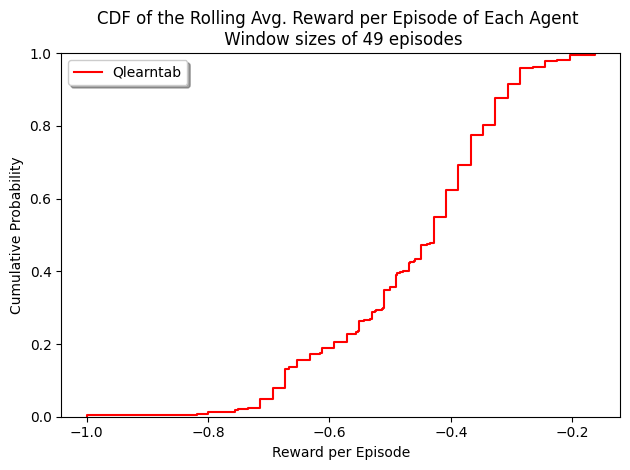 CDF of the Rolling Avg. Reward per Episode of Each Agent
Window sizes of 49 episodes
Qlearntab
1.0
0.8
0.6
0.4
0.2
0.0
Cumulative Probability
−1.0 −0.8 −0.6 −0.4 −0.2
Reward per Episode